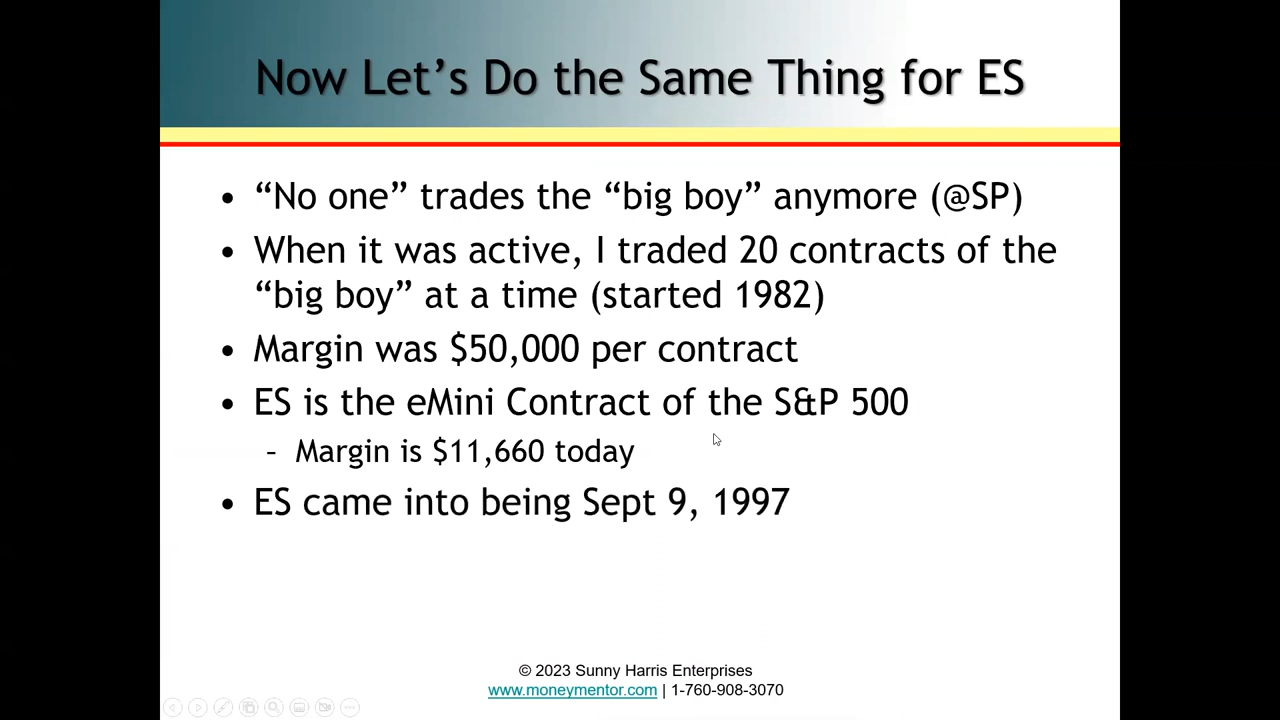 Now Let’s Do the Same Thing for ES
• “No one” trades the “big boy” anymore (@SP)
• When it was active, I traded 20 contracts of the
“big boy” at a time (started 1982)
• Margin was $50,000 per contract
• ES is the eMini Contract of the S&P 500
– Margin is $11,660 today
• ES came into being Sept 9, 1997
© 2023 Sunny Harris Enterprises
www.moneymentor.com | 1-760-908-3070